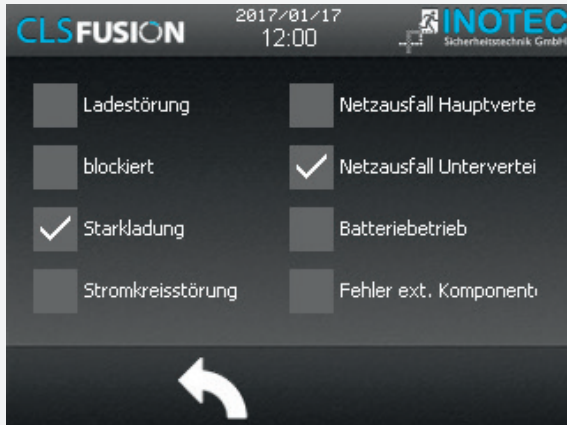 CLSFUSION
2017/01/17
12:00
INOTEC
Sicherheitstechnik GmbH
Ladestörung
Netzausfall Hauptverte
blockiert
Netzausfall Untervertei
Starkladung
Batteriebetrieb
Stromkreisstörung
Fehler ext. Komponent